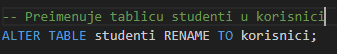 -- Preimenuje tablicu studenti u korisnici
ALTER TABLE studenti RENAME TO korisnici;